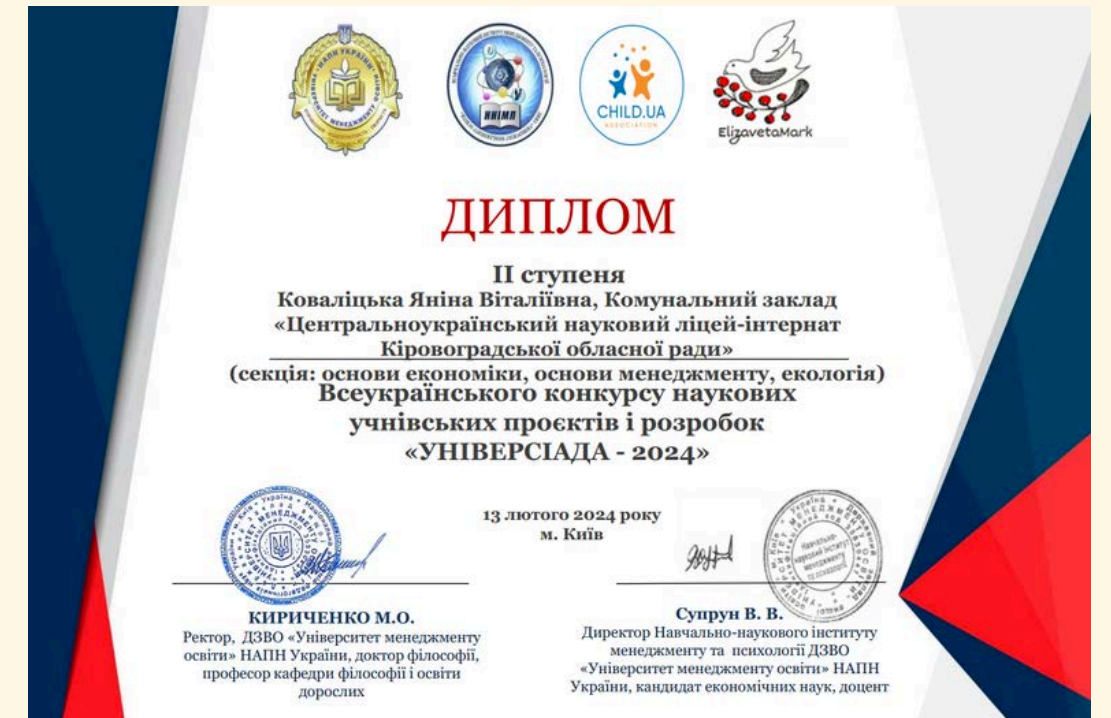 ННІМП
CHILD.UA
ASSOCIATION
ElizavetaMark
ДИПЛОМ
ІІ ступеня
Коваліцька Яніна Віталіївна, Комунальний заклад
«Центральноукраїнський науковий ліцей-інтернат
Кіровоградської обласної ради»
(секція: основи економіки, основи менеджменту, екологія)
Всеукраїнського конкурсу наукових
учнівських проєктів і розробок
«УНІВЕРСІАДА - 2024»
13 лютого 2024 року
м. Київ
КИРИЧЕНКО М.О.
Ректор, ДЗВО «Університет менеджменту
освіти» НАПН України, доктор філософії,
професор кафедри філософії і освіти
дорослих
Супрун В. В.
Директор Навчально-наукового інституту
менеджменту та психології ДЗВО
«Університет менеджменту освіти» НАПН
України, кандидат економічних наук, доцент